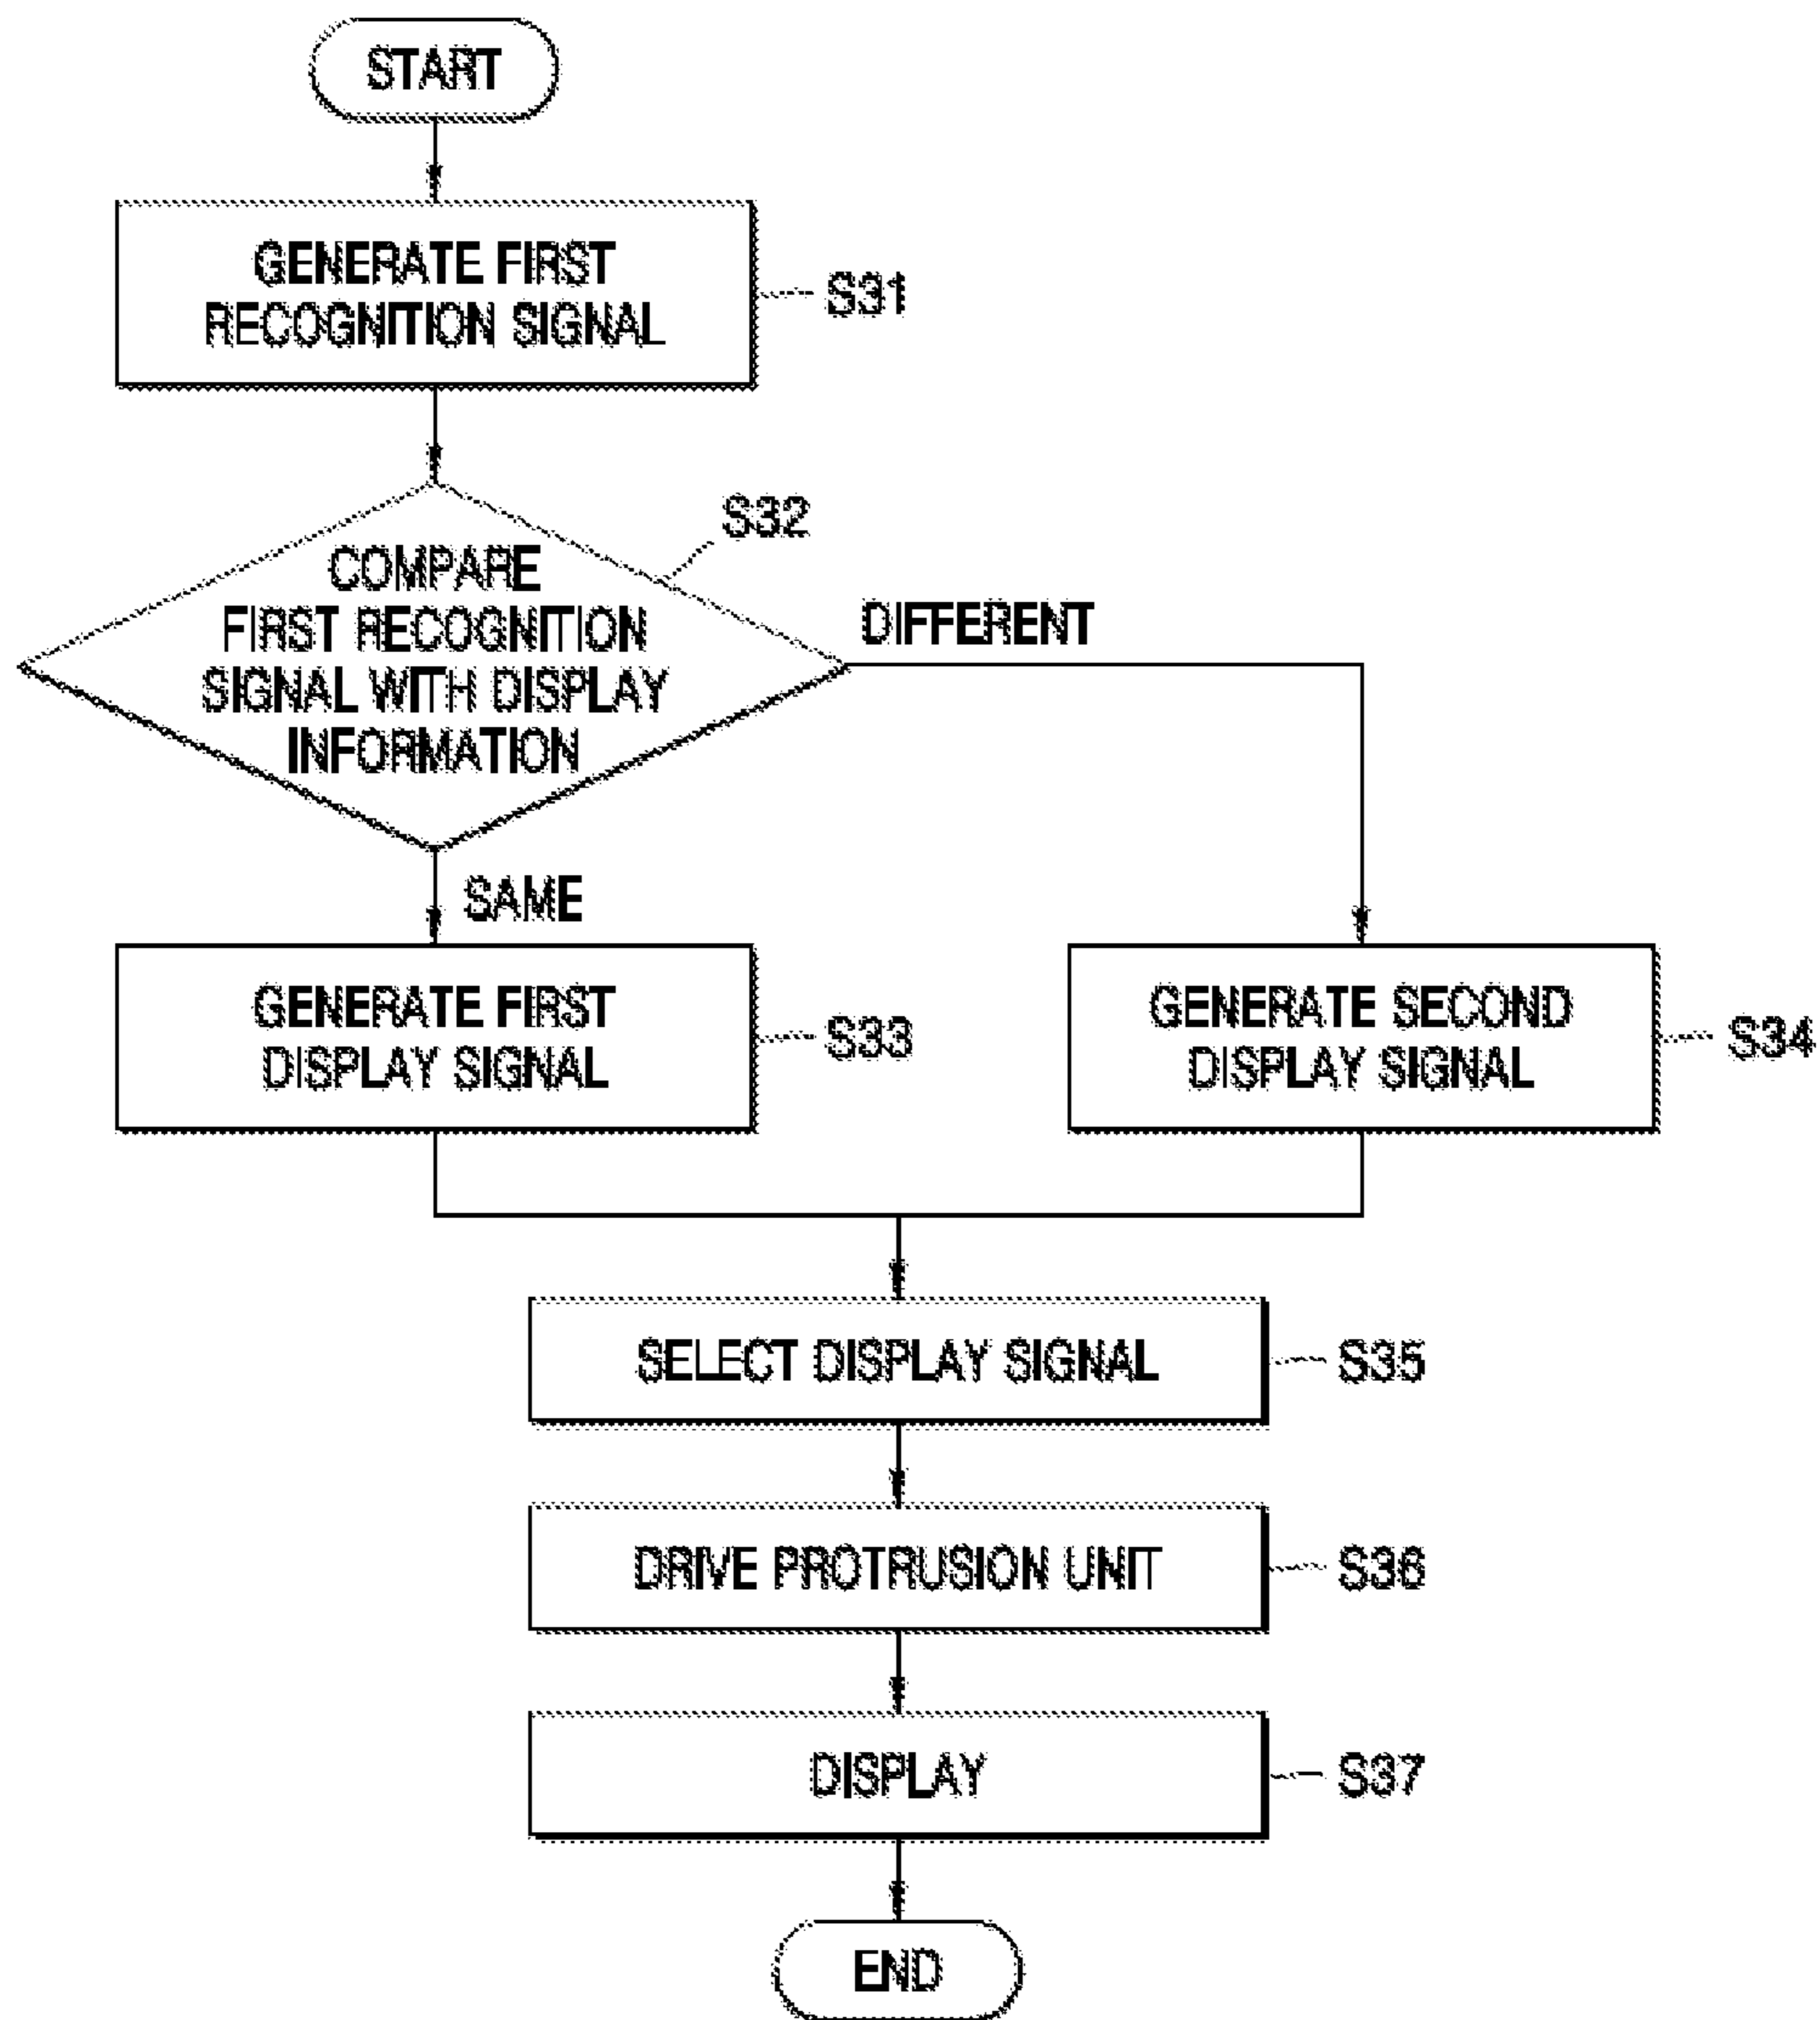 START
GENERATE FIRST
RECOGNITION SIGNAL
S31
S32
COMPARE
FIRST RECOGNITION
SIGNAL WITH DISPLAY
INFORMATION
DIFFERENT
SAME
GENERATE FIRST
DISPLAY SIGNAL
S33
GENERATE SECOND
DISPLAY SIGNAL
S34
SELECT DISPLAY SIGNAL
S35
DRIVE PROTRUSION UNIT
S36
DISPLAY
S37
END